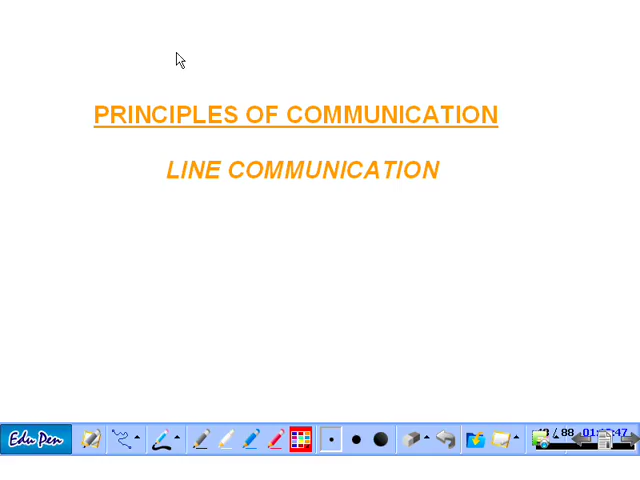 PRINCIPLES OF COMMUNICATION
LINE COMMUNICATION
Edu Pen
/ 88